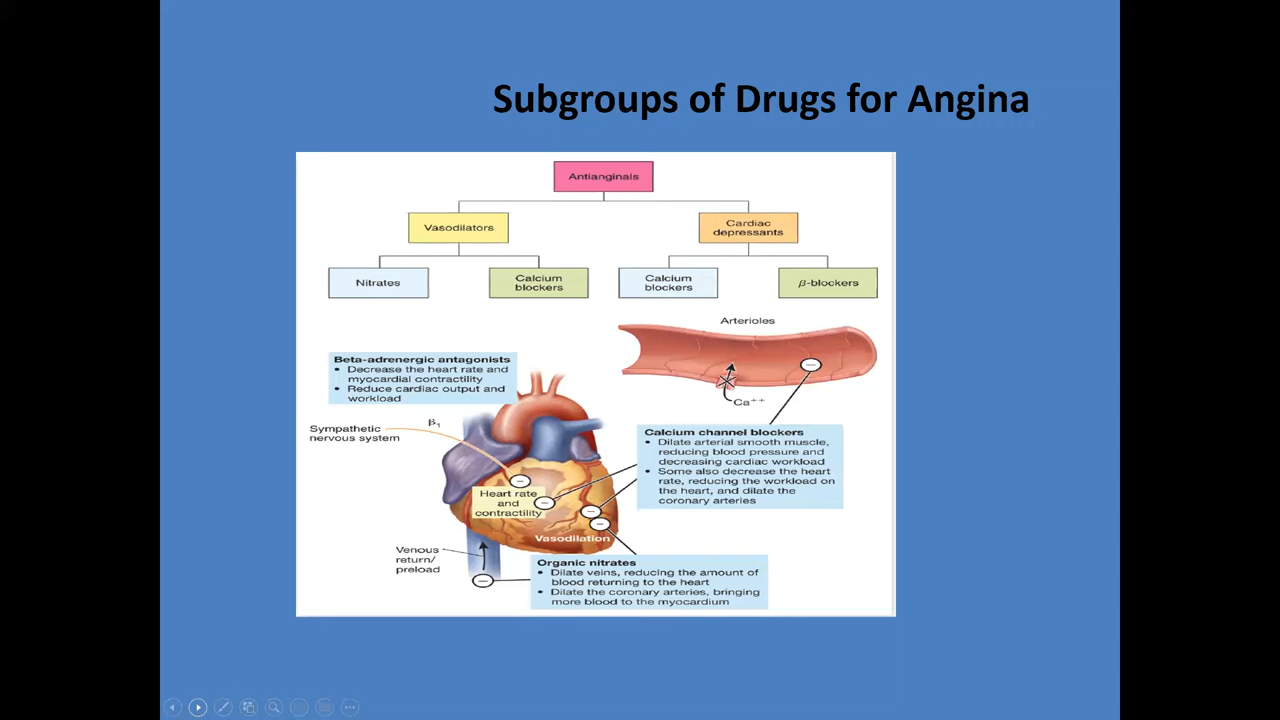 Subgroups of Drugs for Angina
Antianginals
Vasodilators
Cardiac
depressants
Nitrates
Calcium
blockers
Calcium
blockers
β-blockers
Arterioles
Ca++
Beta-adrenergic antagonists
• Decrease the heart rate and
myocardial contractility
• Reduce cardiac output and
workload
β1
Sympathetic
nervous system
Calcium channel blockers
• Dilate arterial smooth muscle,
reducing blood pressure and
decreasing cardiac workload
• Some also decrease the heart
rate, reducing the workload on
the heart, and dilate the
coronary arteries
Heart rate
and
contractility
Vasodilation
Venous
return/
preload
Organic nitrates
• Dilate veins, reducing the amount of
blood returning to the heart
• Dilate the coronary arteries, bringing
more blood to the myocardium